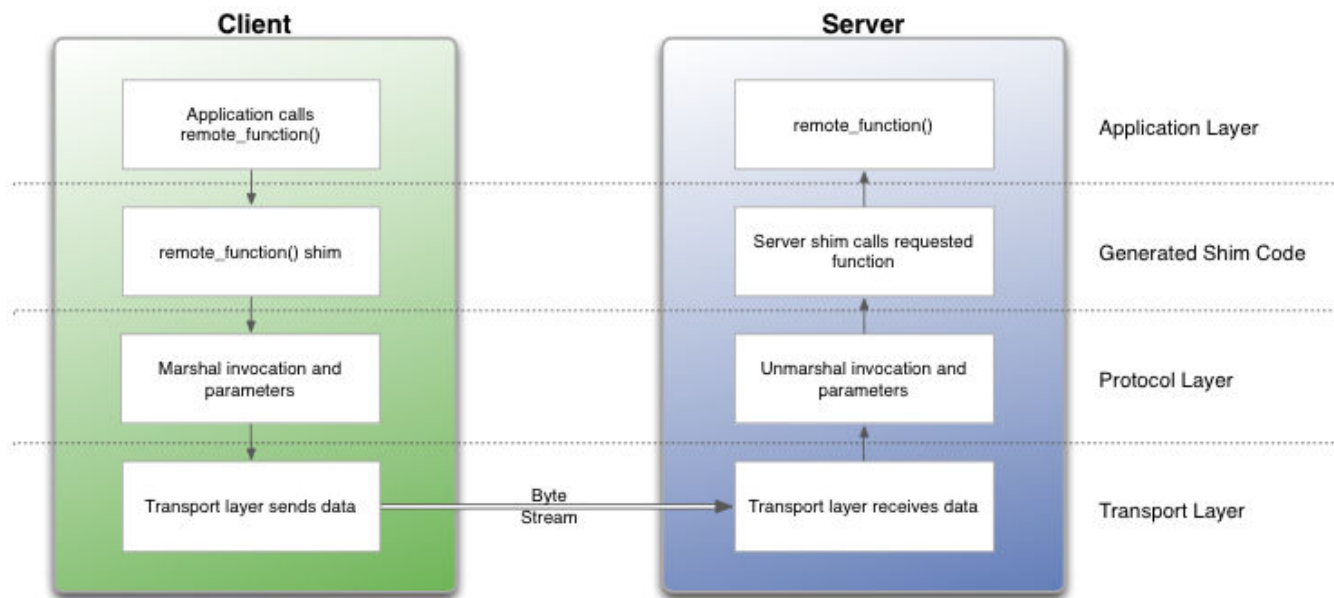 Client
Server
Application calls
remote_function()
remote_function()
Application Layer
remote_function() shim
Server shim calls requested
function
Generated Shim Code
Marshal invocation and
parameters
Unmarshal invocation and
parameters
Protocol Layer
Transport layer sends data
Byte
Stream
Transport layer receives data
Transport Layer